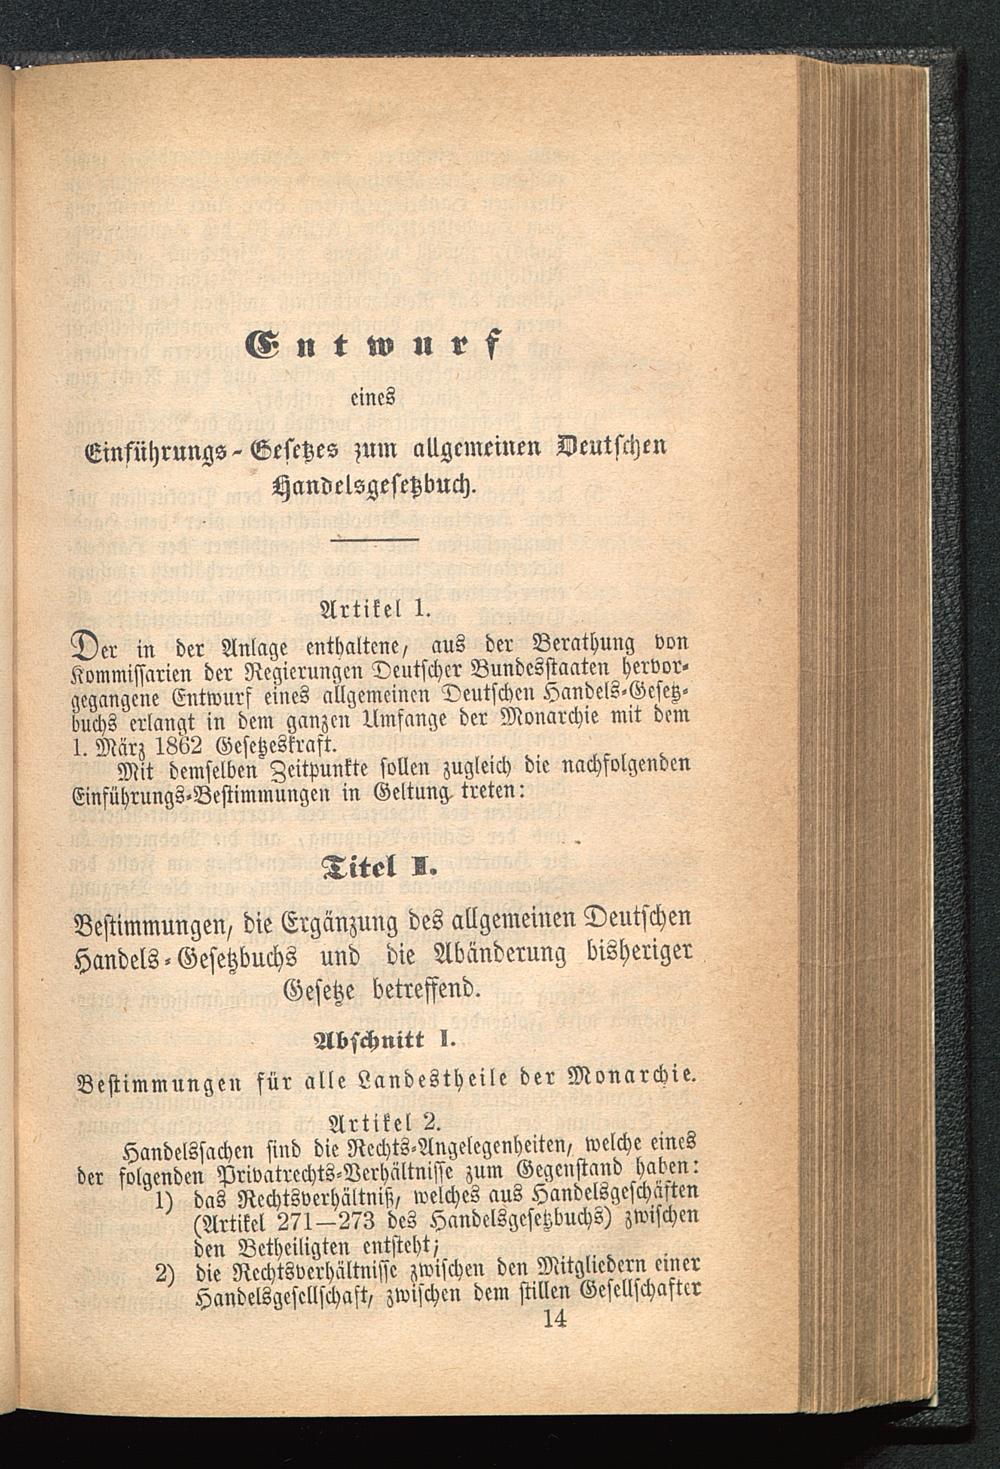 Entwurf
eines
Einführungs-Gesetzes zum allgemeinen Deutschen
Handelsgesetzbuch.
Artikel 1.
Der in der Anlage enthaltene, aus der Berathung von
Kommissarien der Regierungen Deutscher Bundesstaaten hervor-
gegangene Entwurf eines allgemeinen Deutschen Handels-Gesetz-
buchs erlangt in dem ganzen Umfange der Monarchie mit dem
1. März 1862 Gesetzeskraft.
Mit demselben Zeitpunkte sollen zugleich die nachfolgenden
Einführungs-Bestimmungen in Geltung treten:
Titel I.
Bestimmungen, die Ergänzung des allgemeinen Deutschen
Handels-Gesetzbuchs und die Abänderung bisheriger
Gesetze betreffend.
Abschnitt I.
Bestimmungen für alle Landestheile der Monarchie.
Artikel 2.
Handelssachen sind die Rechts-Angelegenheiten, welche eines
der folgenden Privatrechts-Verhältnisse zum Gegenstand haben:
1) das Rechtsverhältniß, welches aus Handelsgeschäften
(Artikel 271—273 des Handelsgesetzbuchs) zwischen
den Betheiligten entsteht;
2) die Rechtsverhältnisse zwischen den Mitgliedern einer
Handelsgesellschaft, zwischen dem stillen Gesellschafter
14